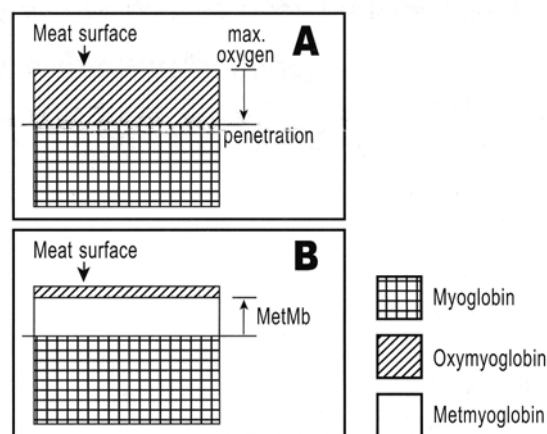 Meat surface
max.
oxygen
A
penetration
Meat surface
B
MetMb
Myoglobin
Oxymyoglobin
Metmyoglobin